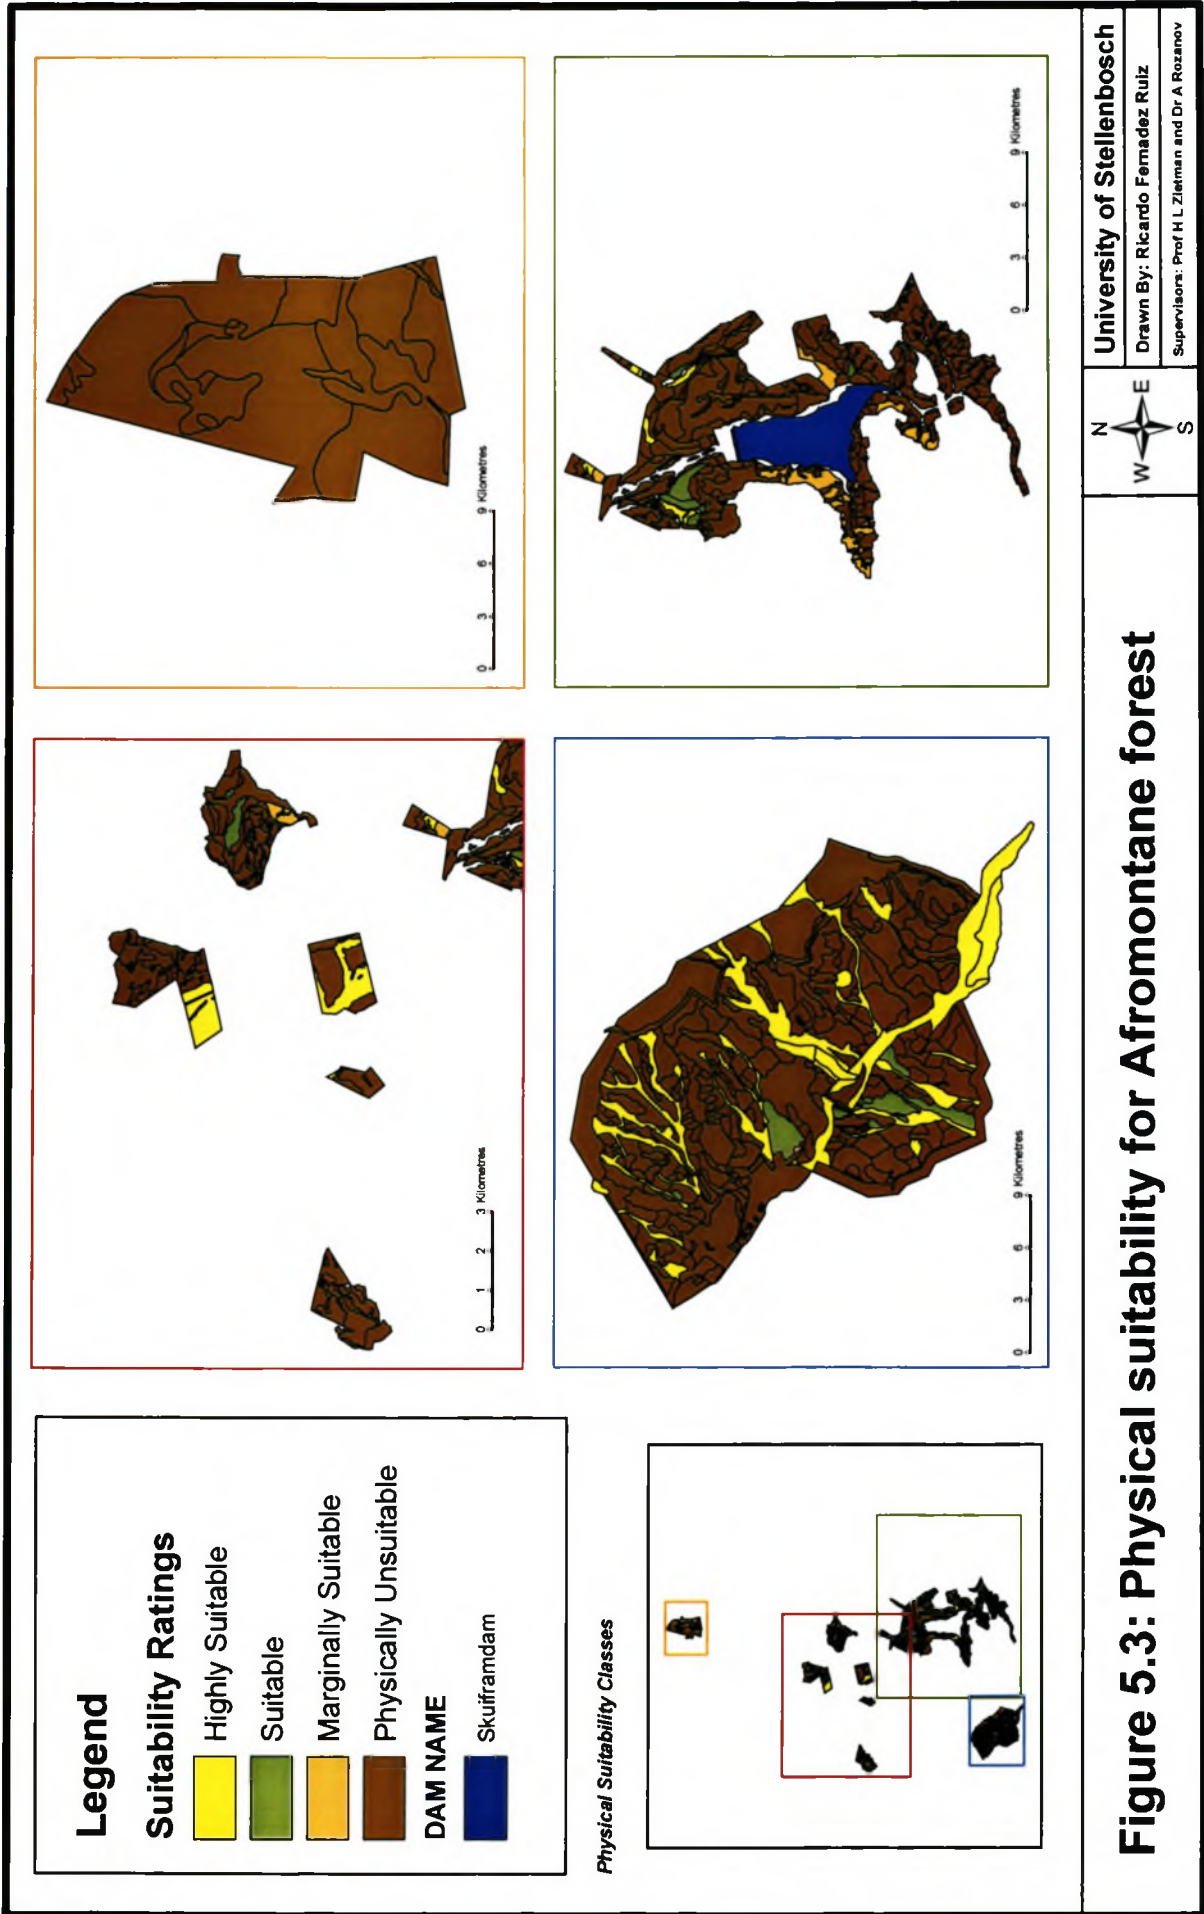 Legend
Suitability Ratings
Highly Suitable
Suitable
Marginally Suitable
Physically Unsuitable
DAM NAME
Skuiframdam
Physical Suitability Classes
0 1 2 3 Kilometres
0 3 6 9 Kilometres
0 3 6 9 Kilometres
0 3 6 9 Kilometres
Figure 5.3: Physical suitability for Afromontane forest
N
W E
S
University of Stellenbosch
Drawn By: Ricardo Fernadez Ruiz
Supervisors: Prof H L Zietman and Dr A Rozanov